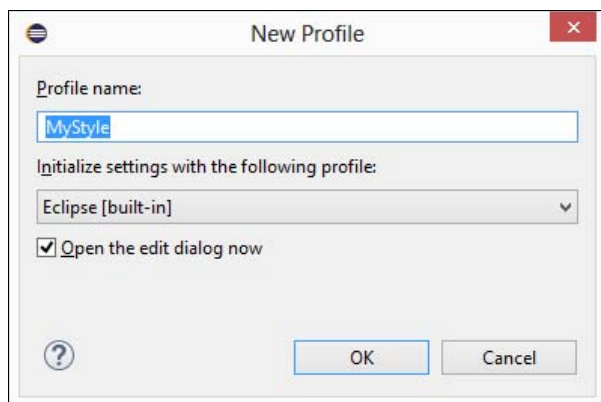 New Profile
Profile name:
MyStyle
Initialize settings with the following profile:
Eclipse [built-in]
Open the edit dialog now
?
OK Cancel